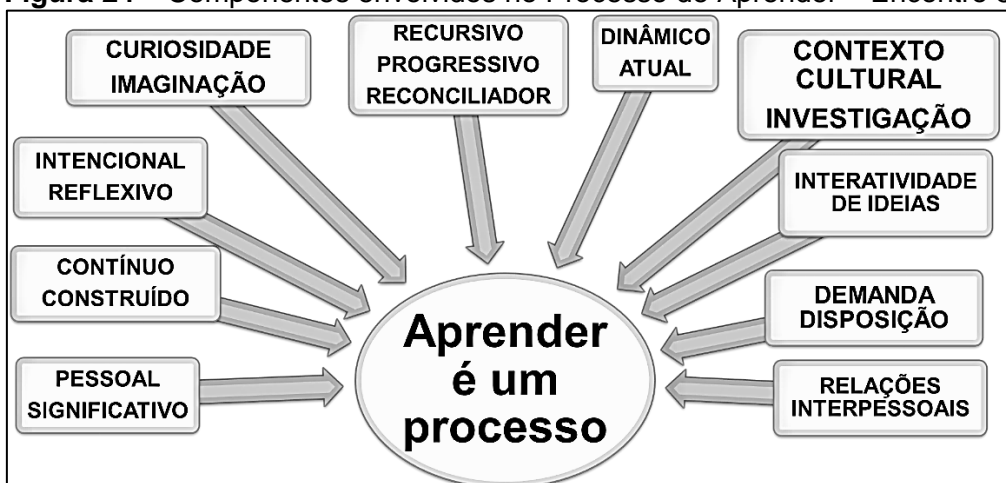 CURIOSIDADE
IMAGINAÇÃO
RECURSIVO
PROGRESSIVO
RECONCILIADOR
DINÂMICO
ATUAL
CONTEXTO
CULTURAL
INVESTIGAÇÃO
INTENCIONAL
REFLEXIVO
INTERATIVIDADE
DE IDEIAS
CONTÍNUO
CONSTRUÍDO
DEMANDA
DISPOSIÇÃO
PESSOAL
SIGNIFICATIVO
RELAÇÕES
INTERPESSOAIS
Aprender
é um
processo